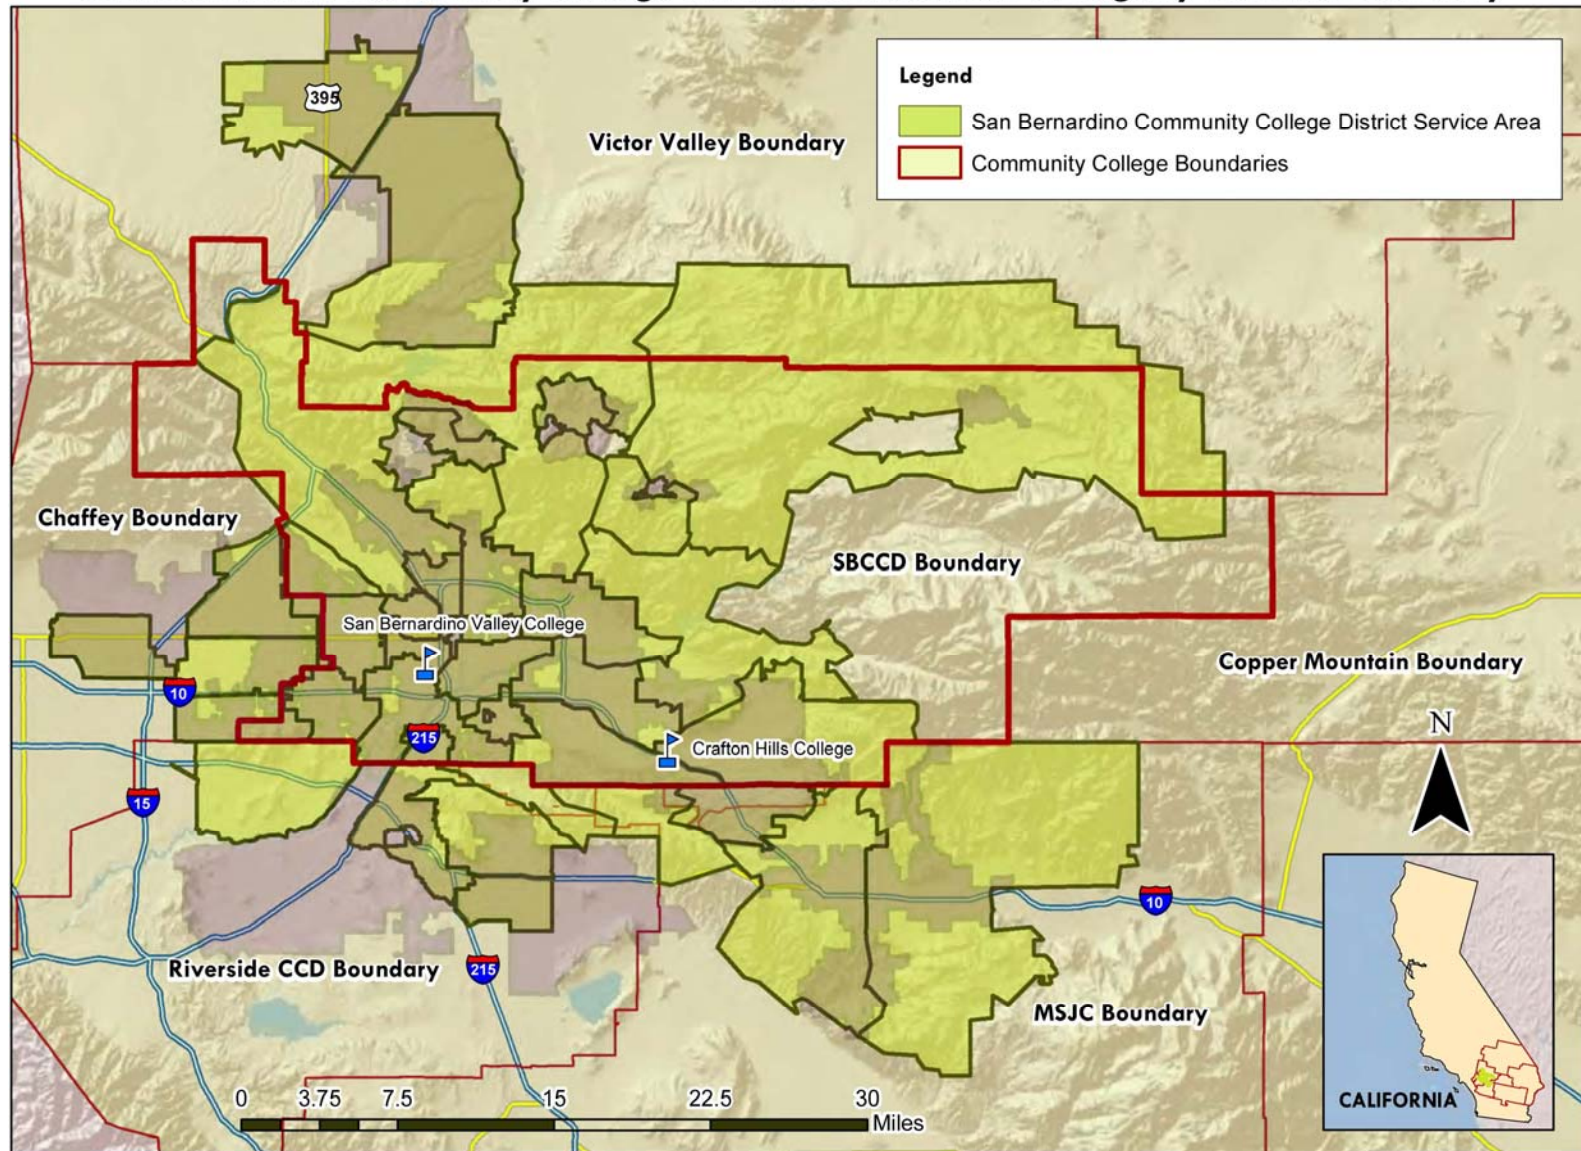 Legend
San Bernardino Community College District Service Area
Community College Boundaries
395
Victor Valley Boundary
Chaffey Boundary
SBCCD Boundary
San Bernardino Valley College
Copper Mountain Boundary
10
N
215
Crafton Hills College
15
10
Riverside CCD Boundary
215
MSJC Boundary
0 3.75 7.5 15 22.5 30
Miles
CALIFORNIA